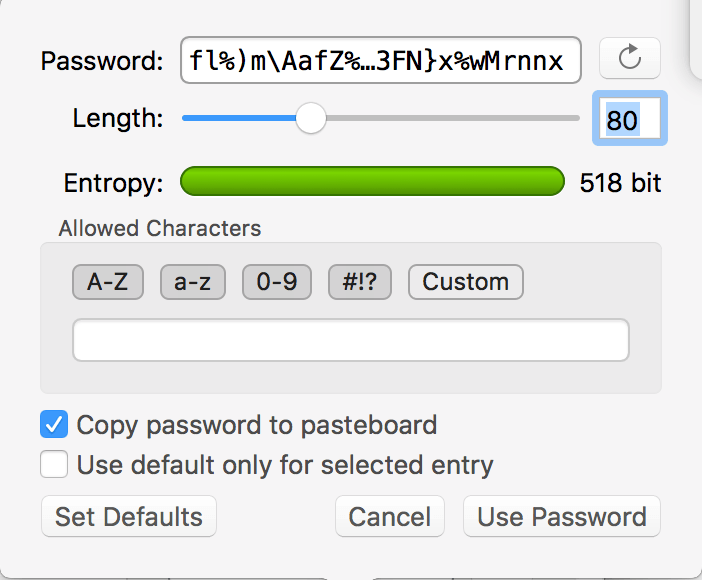 Password: fl%)m\AafZ%…3FN}x%wMrnnx
Length: 80
Entropy: 518 bit
Allowed Characters
A-Z a-z 0-9 #!? Custom
Copy password to pasteboard
Use default only for selected entry
Set Defaults Cancel Use Password